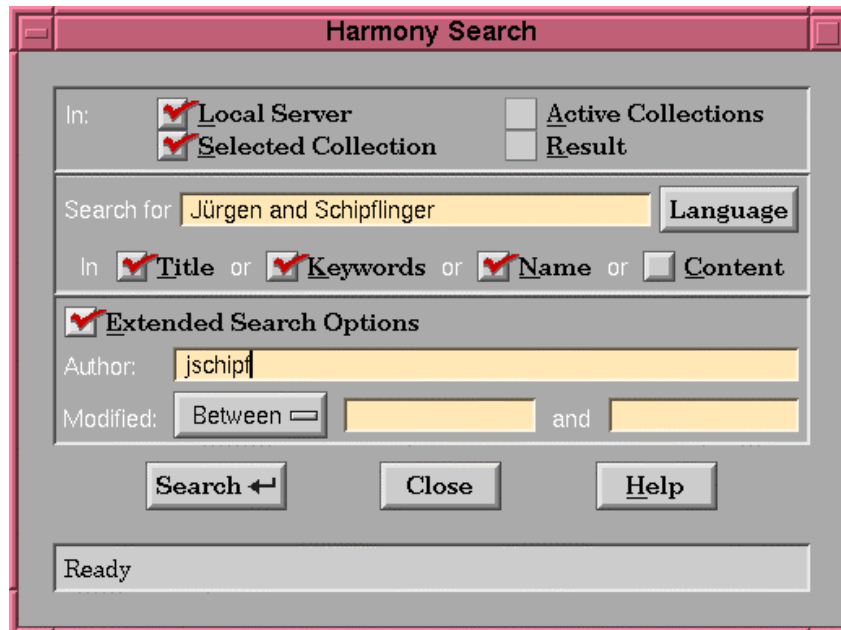 Harmony Search
In: Local Server Active Collections
Selected Collection Result
Search for Jürgen and Schipflinger Language
In Title or Keywords or Name or Content
Extended Search Options
Author: jschipf
Modified: Between and
Search Close Help
Ready